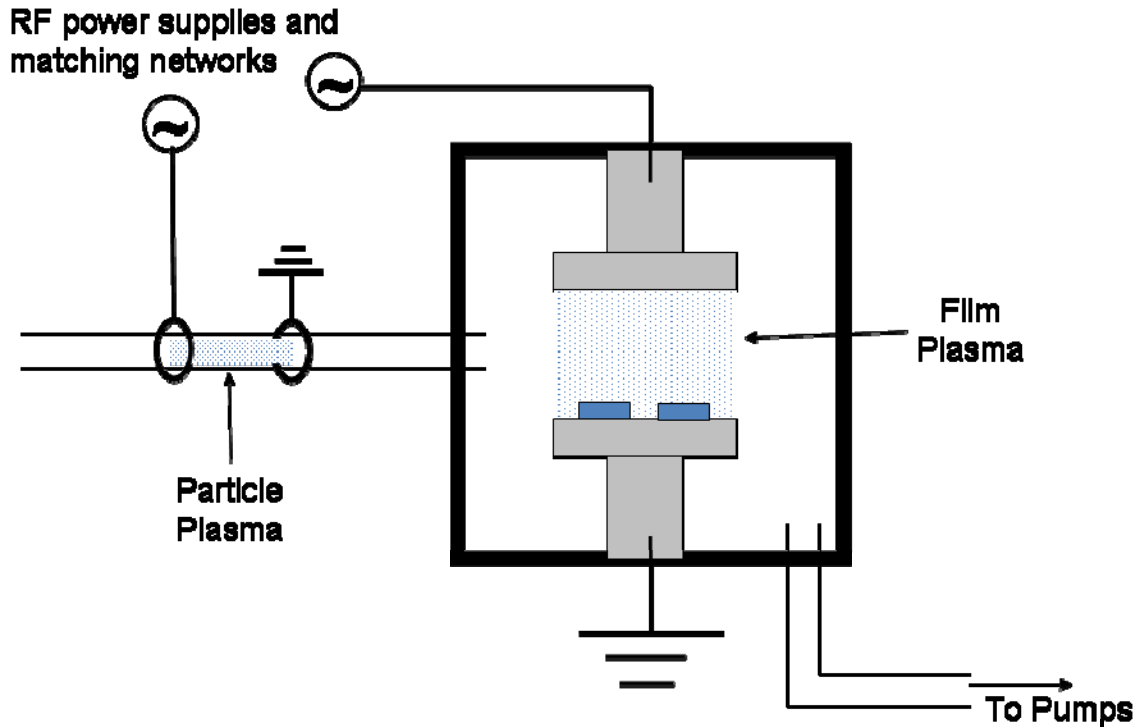 RF power supplies and
matching networks
Film
Plasma
Particle
Plasma
To Pumps